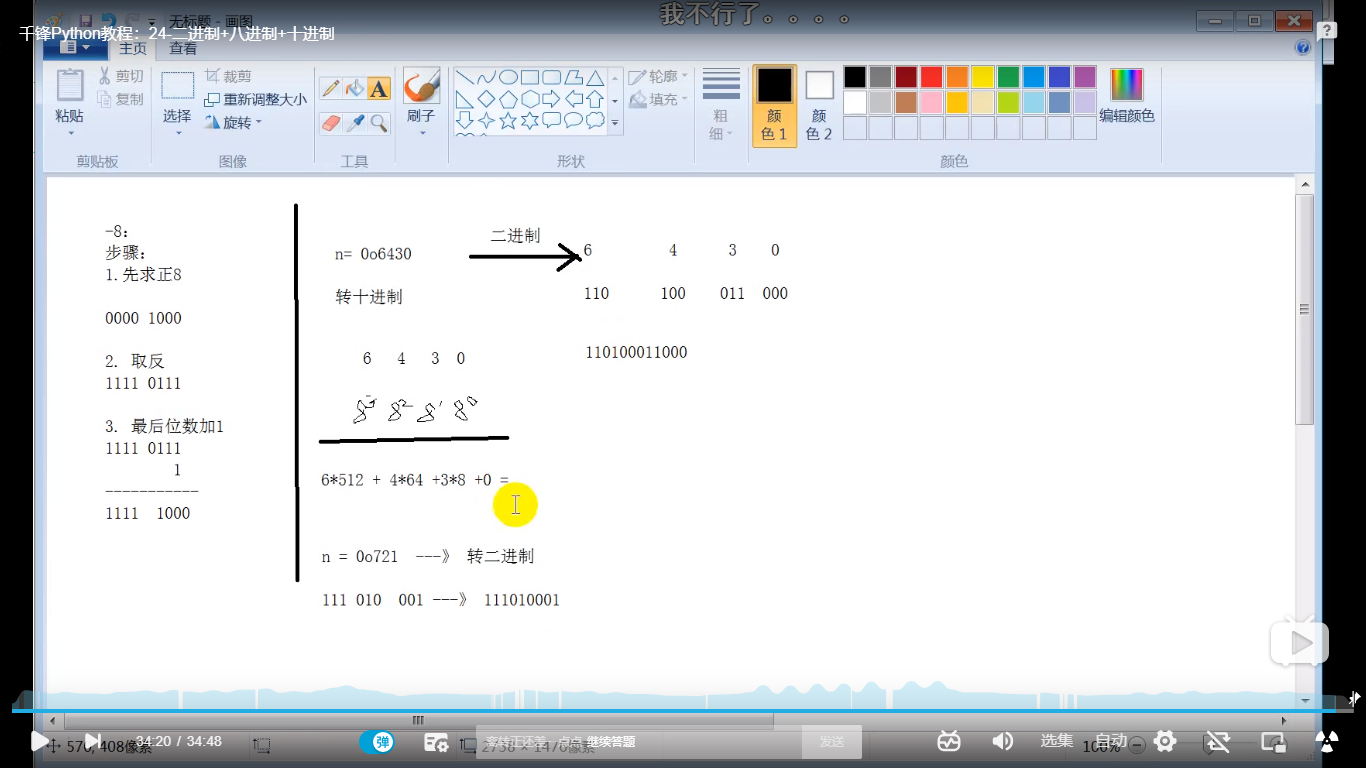 我不行了。。。。
无标题 - 画图
千锋Python教程：24-二进制+八进制+十进制
主页 查看
粘贴 剪切 复制 剪贴板
选择 裁剪 重新调整大小 旋转 图像
工具
刷子
形状
轮廓 填充
粗细
颜色 1
颜色 2
编辑颜色
颜色
-8:
步骤:
1.先求正8
0000 1000
2. 取反
1111 0111
3. 最后位数加1
1111 0111
1
-----------
1111 1000
n= 0o6430
转十进制
6 4 3 0
8³ 8² 8¹ 8⁰
6*512 + 4*64 +3*8 +0 =
n = 0o721 ---》 转二进制
111 010 001 ---》 111010001
二进制
6 4 3 0
110 100 011 000
110100011000
34:20 / 34:48
570, 408像素
弹
继续答题
发送
选集
自动
100%